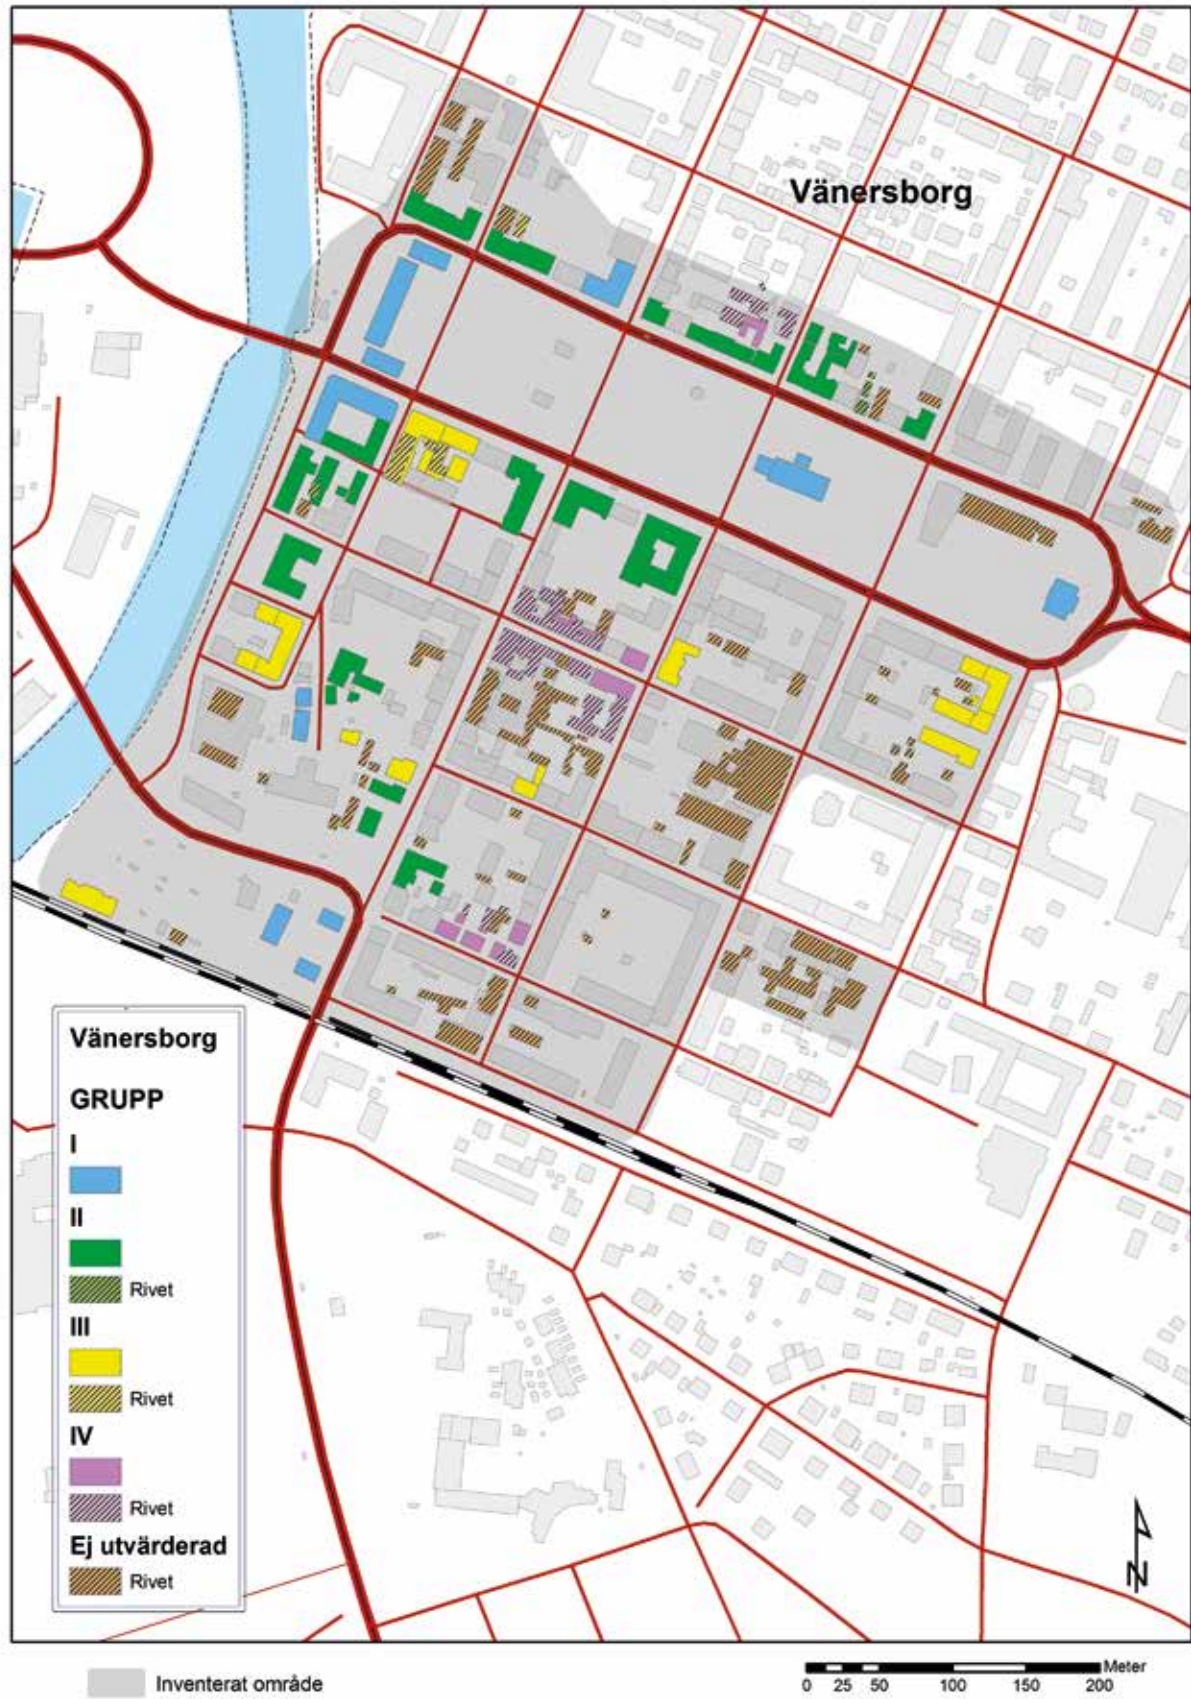 Vänersborg
Vänersborg
GRUPP
I
II
Rivet
III
Rivet
IV
Rivet
Ej utvärderad
Rivet
N
Inventerat område
Meter
0 25 50 100 150 200